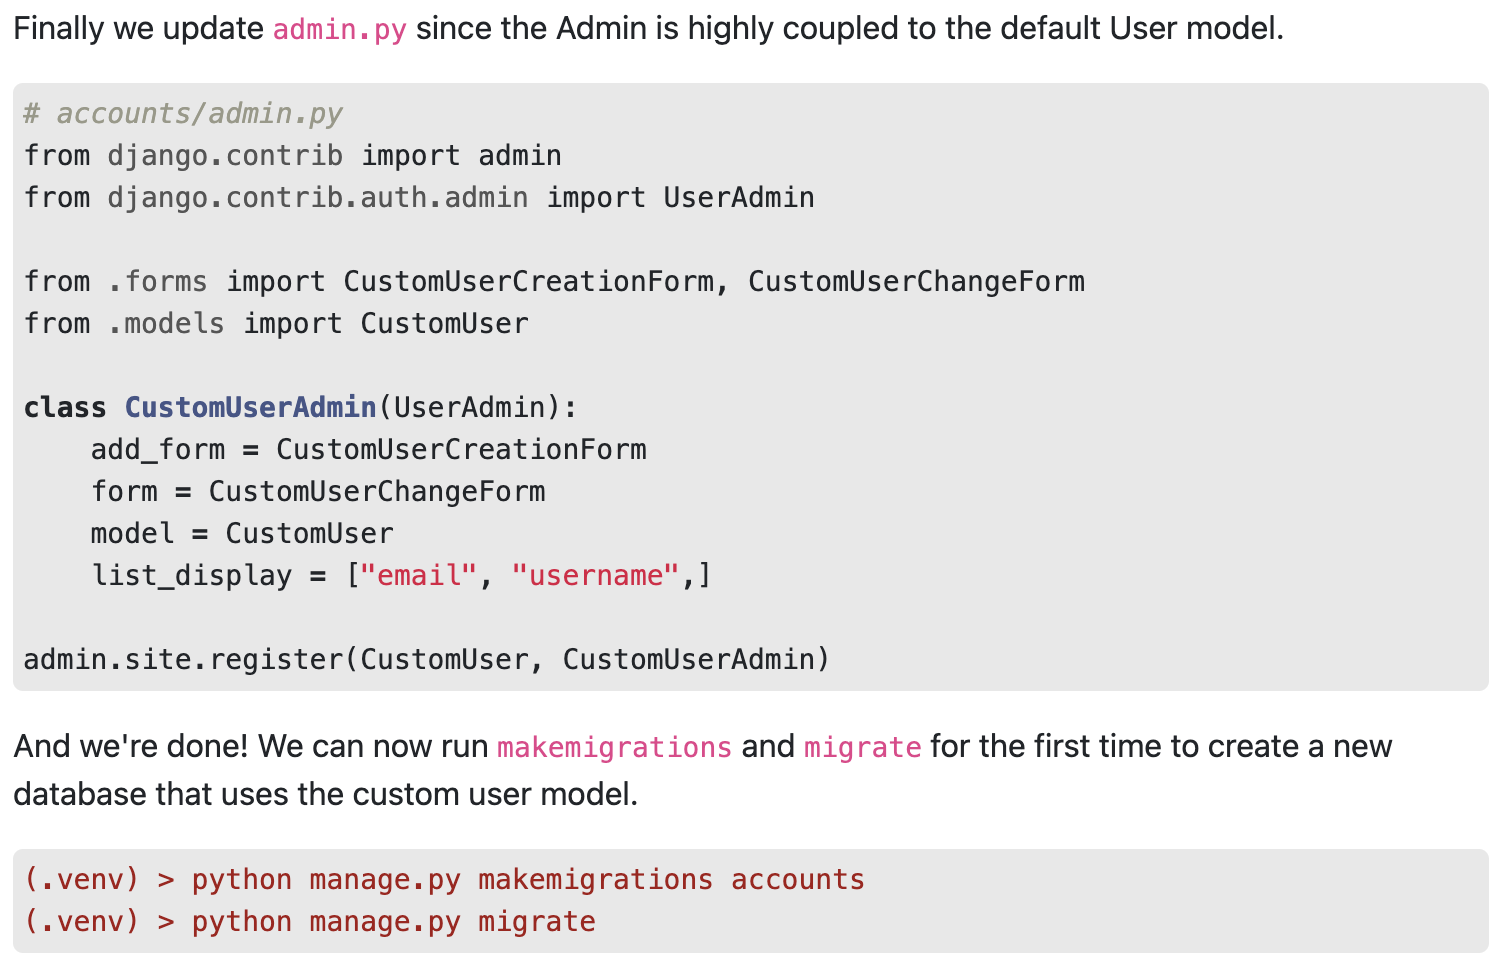 Finally we update admin.py since the Admin is highly coupled to the default User model.
# accounts/admin.py
from django.contrib import admin
from django.contrib.auth.admin import UserAdmin
from .forms import CustomUserCreationForm, CustomUserChangeForm
from .models import CustomUser
class CustomUserAdmin(UserAdmin):
    add_form = CustomUserCreationForm
    form = CustomUserChangeForm
    model = CustomUser
    list_display = ["email", "username",]
admin.site.register(CustomUser, CustomUserAdmin)
And we're done! We can now run makemigrations and migrate for the first time to create a new
database that uses the custom user model.
(.venv) > python manage.py makemigrations accounts
(.venv) > python manage.py migrate